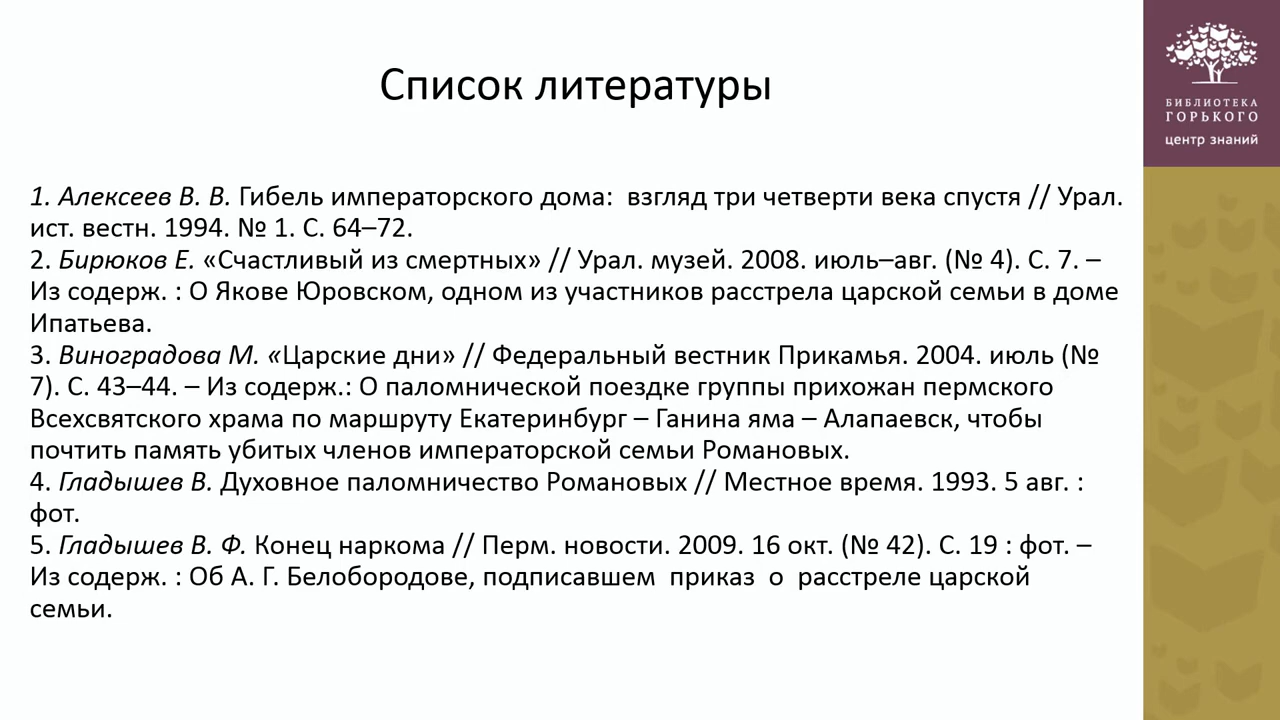 Список литературы
БИБЛИОТЕКА
ГОРЬКОГО
центр знаний
1. Алексеев В. В. Гибель императорского дома:  взгляд три четверти века спустя // Урал.
ист. вестн. 1994. № 1. С. 64–72.
2. Бирюков Е. «Счастливый из смертных» // Урал. музей. 2008. июль–авг. (№ 4). С. 7. –
Из содерж. : О Якове Юровском, одном из участников расстрела царской семьи в доме
Ипатьева.
3. Виноградова М. «Царские дни» // Федеральный вестник Прикамья. 2004. июль (№
7). С. 43–44. – Из содерж.: О паломнической поездке группы прихожан пермского
Всехсвятского храма по маршруту Екатеринбург – Ганина яма – Алапаевск, чтобы
почтить память убитых членов императорской семьи Романовых.
4. Гладышев В. Духовное паломничество Романовых // Местное время. 1993. 5 авг. :
фот.
5. Гладышев В. Ф. Конец наркома // Перм. новости. 2009. 16 окт. (№ 42). С. 19 : фот. –
Из содерж. : Об А. Г. Белобородове, подписавшем  приказ  о  расстреле царской
семьи.